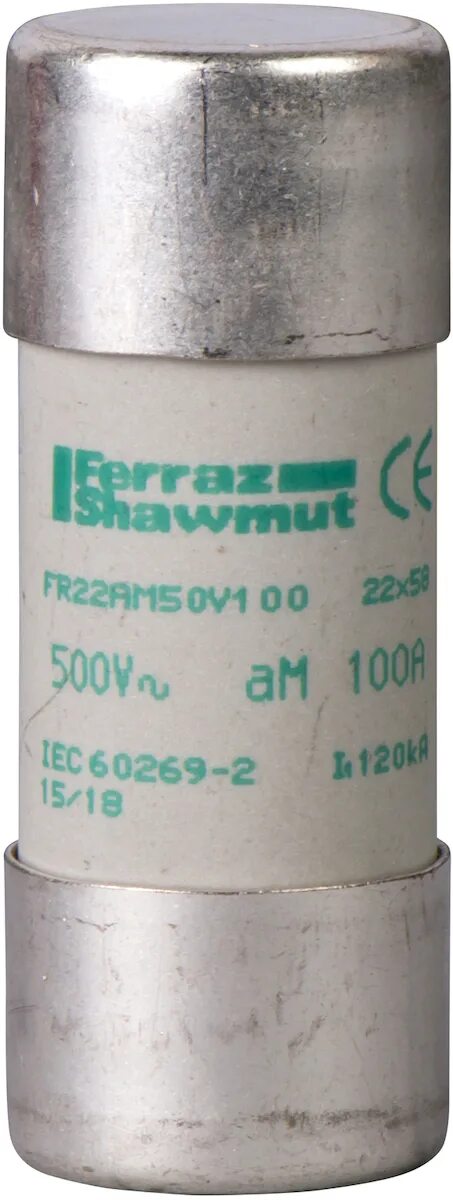 Ferraz
Shawmut
CE
FR22AM50V100 22x58
500V~ aM 100A
IEC 60269-2 I₁120kA
15/18